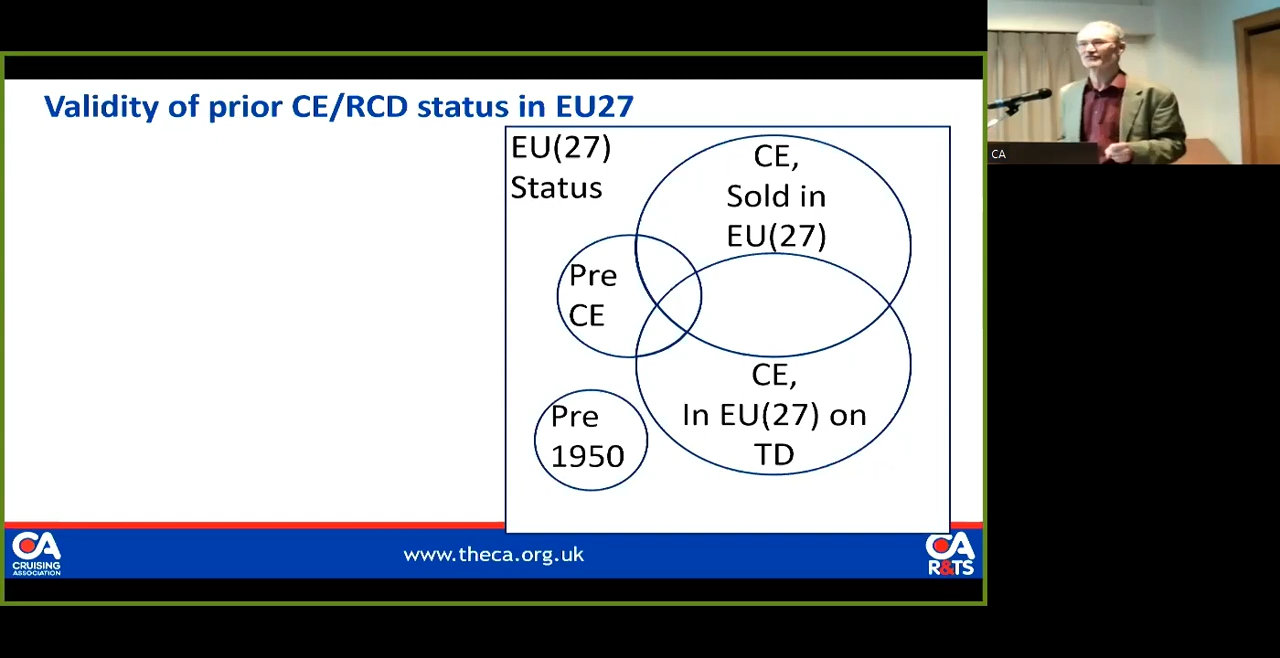 Validity of prior CE/RCD status in EU27
EU(27)
Status
CE,
Sold in
EU(27)
Pre
CE
CE,
In EU(27) on
TD
Pre
1950
CA
CRUISING
ASSOCIATION
www.theca.org.uk
CA
R&TS
CA